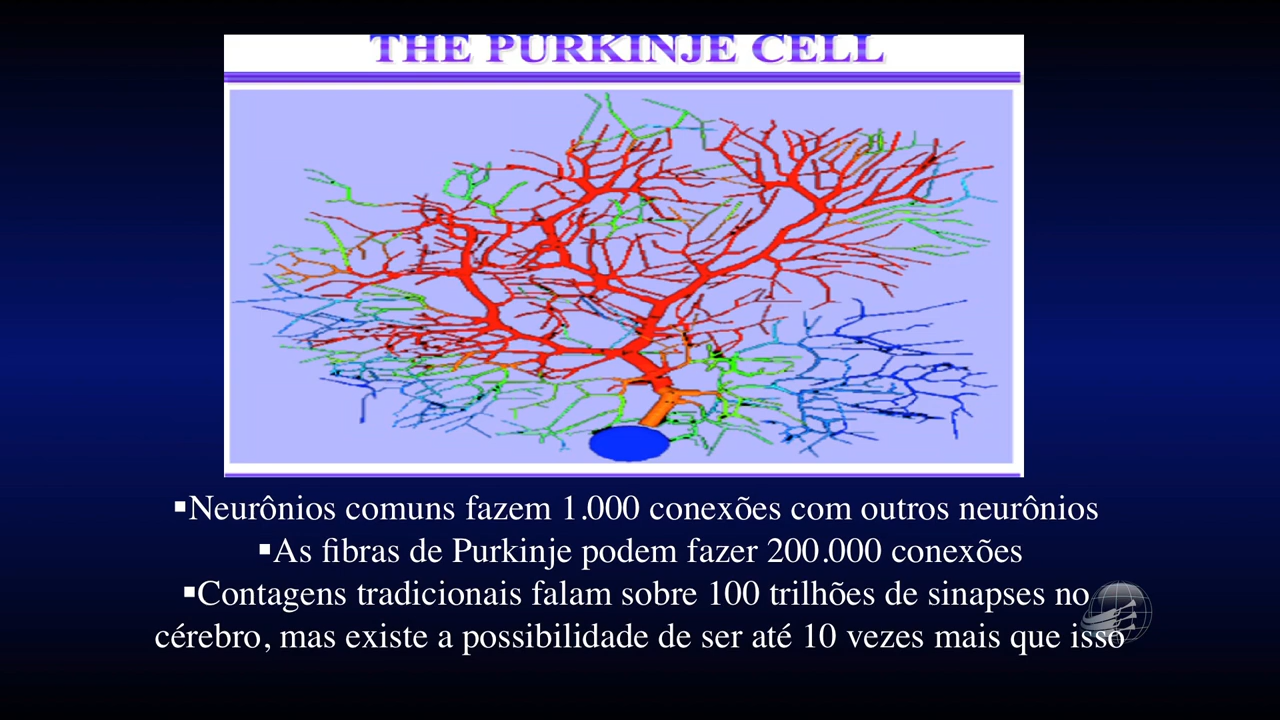 THE PURKINJE CELL
▪Neurônios comuns fazem 1.000 conexões com outros neurônios
▪As fibras de Purkinje podem fazer 200.000 conexões
▪Contagens tradicionais falam sobre 100 trilhões de sinapses no
cérebro, mas existe a possibilidade de ser até 10 vezes mais que isso